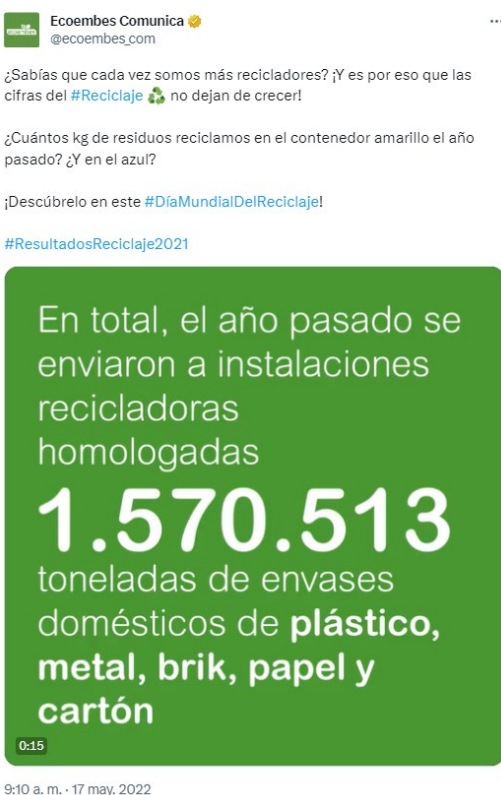 Ecoembes Comunica
@ecoembes_com
¿Sabías que cada vez somos más recicladores? ¡Y es por eso que las
cifras del #Reciclaje no dejan de crecer!
¿Cuántos kg de residuos reciclamos en el contenedor amarillo el año
pasado? ¿Y en el azul?
¡Descúbrelo en este #DíaMundialDelReciclaje!
#ResultadosReciclaje2021
En total, el año pasado se
enviaron a instalaciones
recicladoras
homologadas
1.570.513
toneladas de envases
domésticos de plástico,
metal, brik, papel y
cartón
0:15
9:10 a. m. · 17 may. 2022